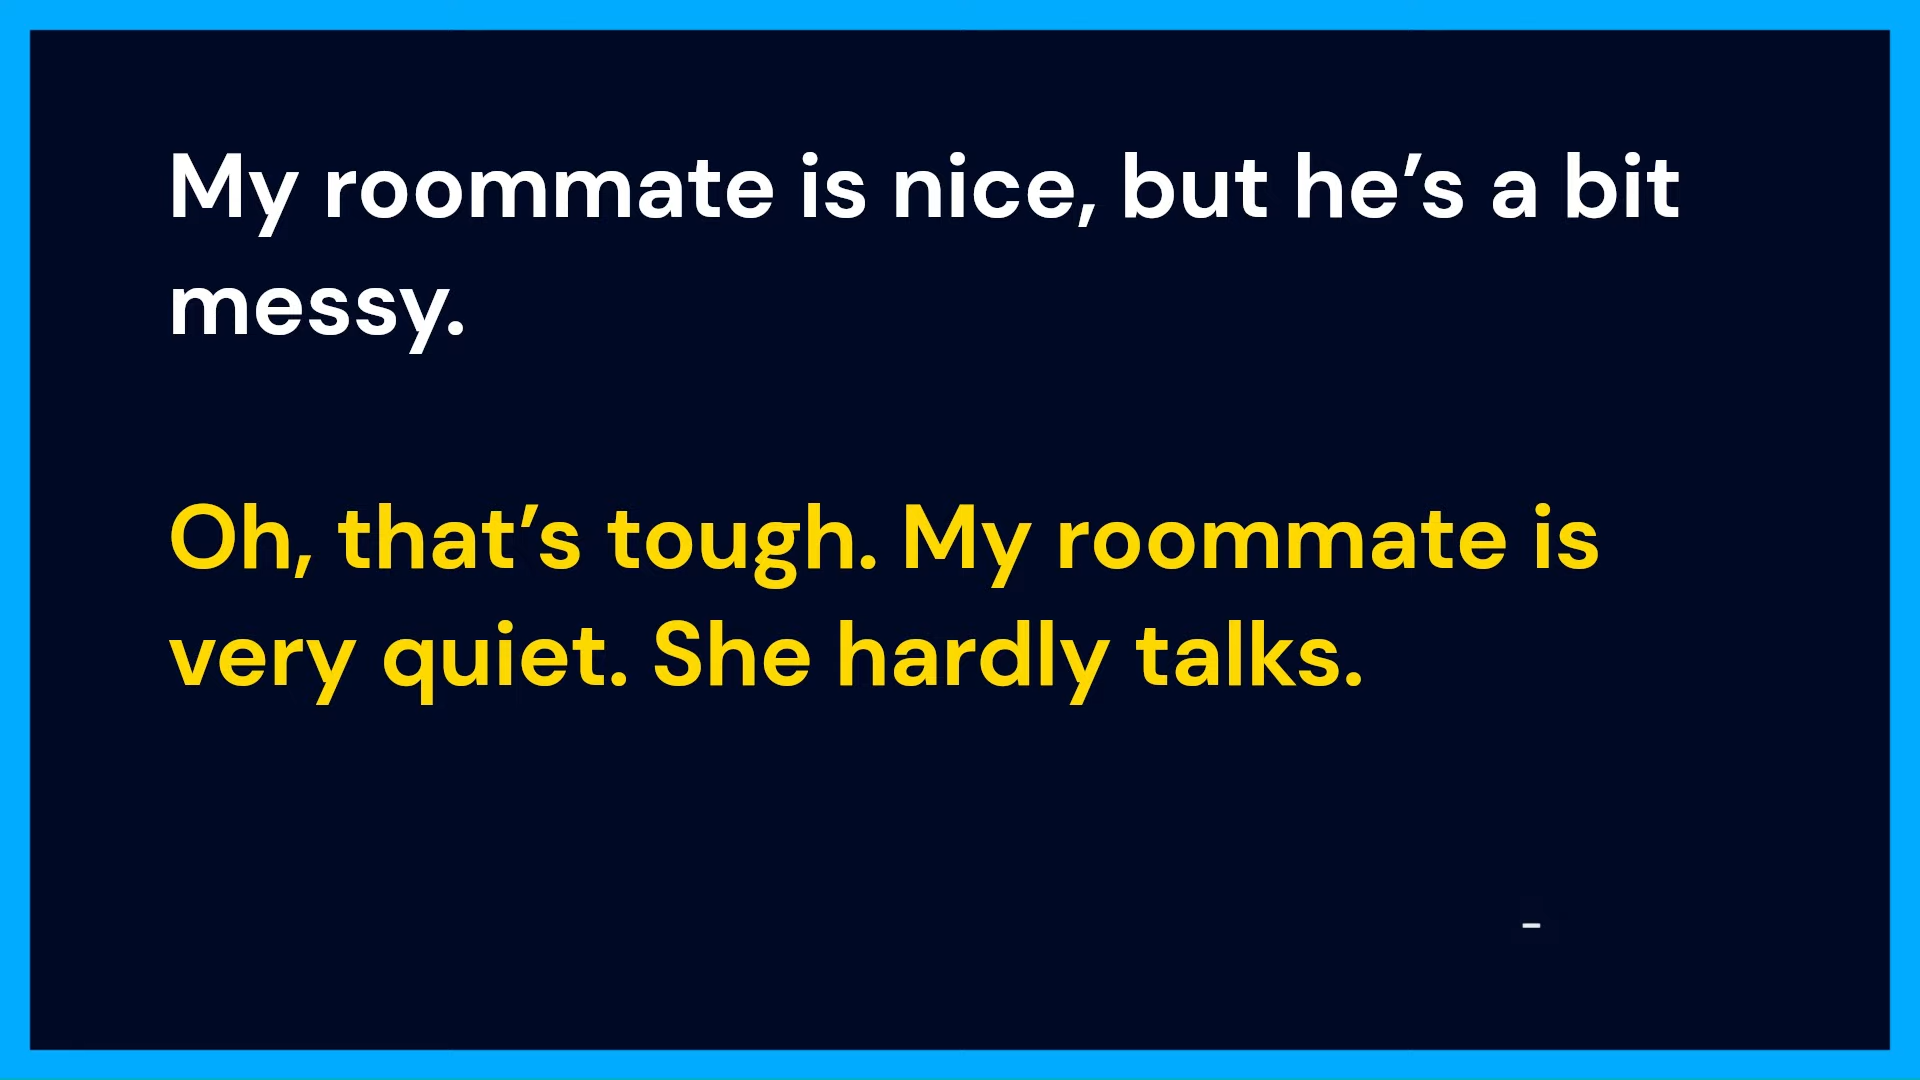 My roommate is nice, but he’s a bit
messy.
Oh, that’s tough. My roommate is
very quiet. She hardly talks.
-